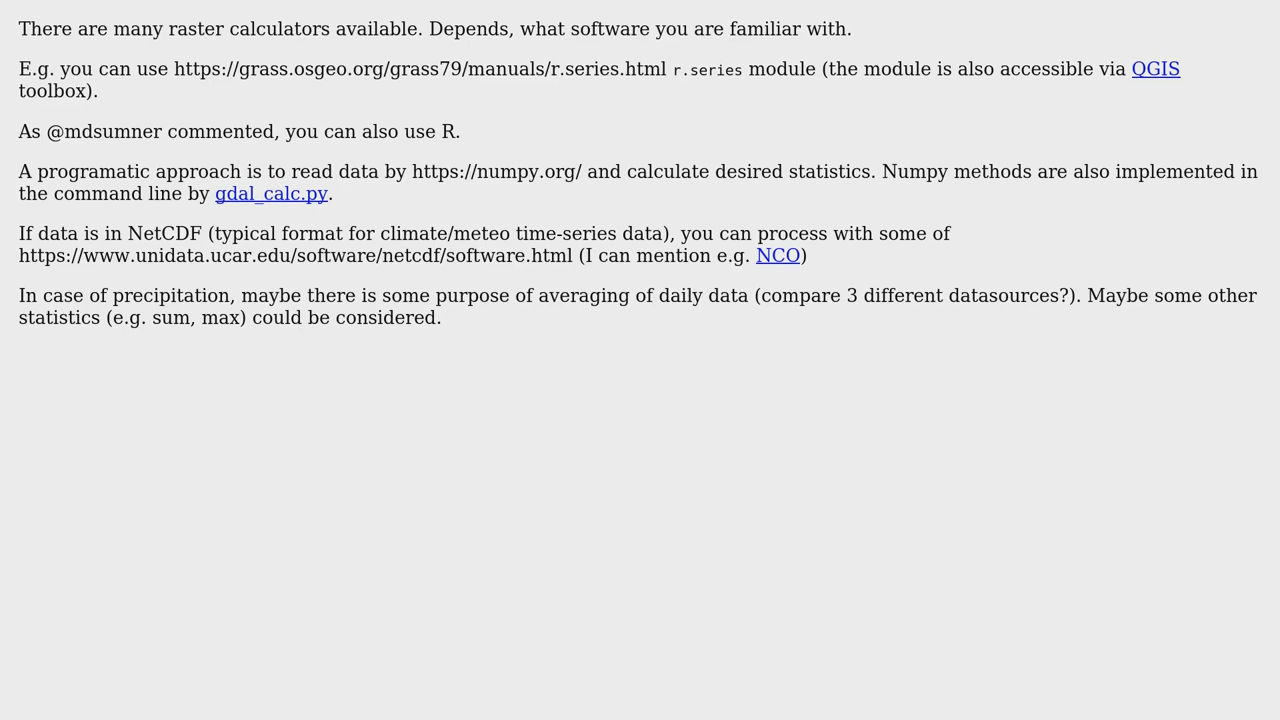 There are many raster calculators available. Depends, what software you are familiar with.
E.g. you can use https://grass.osgeo.org/grass79/manuals/r.series.html r.series module (the module is also accessible via QGIS
toolbox).
As @mdsumner commented, you can also use R.
A programatic approach is to read data by https://numpy.org/ and calculate desired statistics. Numpy methods are also implemented in
the command line by gdal_calc.py.
If data is in NetCDF (typical format for climate/meteo time-series data), you can process with some of
https://www.unidata.ucar.edu/software/netcdf/software.html (I can mention e.g. NCO)
In case of precipitation, maybe there is some purpose of averaging of daily data (compare 3 different datasources?). Maybe some other
statistics (e.g. sum, max) could be considered.